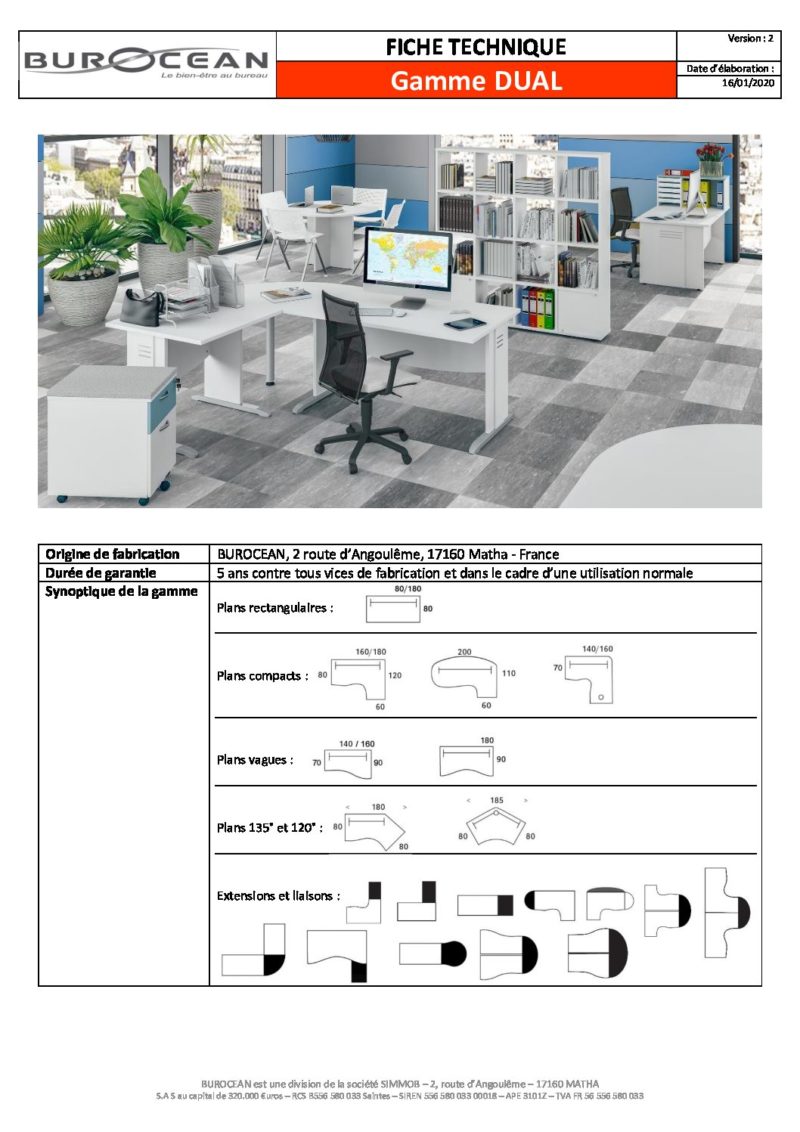 BUROCEAN
Le bien-être au bureau
FICHE TECHNIQUE
Gamme DUAL
Version : 2
Date d'élaboration :
16/01/2020
Origine de fabrication
BUROCEAN, 2 route d'Angoulême, 17160 Matha - France
Durée de garantie
5 ans contre tous vices de fabrication et dans le cadre d'une utilisation normale
Synoptique de la gamme
80/180
Plans rectangulaires :
80
160/180
200
140/160
Plans compacts :
80
120
110
70
60
60
140 / 160
180
Plans vagues :
70
90
90
< 180 >
< 185 >
Plans 135° et 120° :
80
80
80
80
Extensions et liaisons :
BUROCEAN est une division de la société SIMMOB – 2, route d'Angoulême – 17160 MATHA
S.A S au capital de 320.000 €uros – RCS B556 580 033 Saintes – SIREN 556 580 033 00018 – APE 3101Z – TVA FR 56 556 580 033